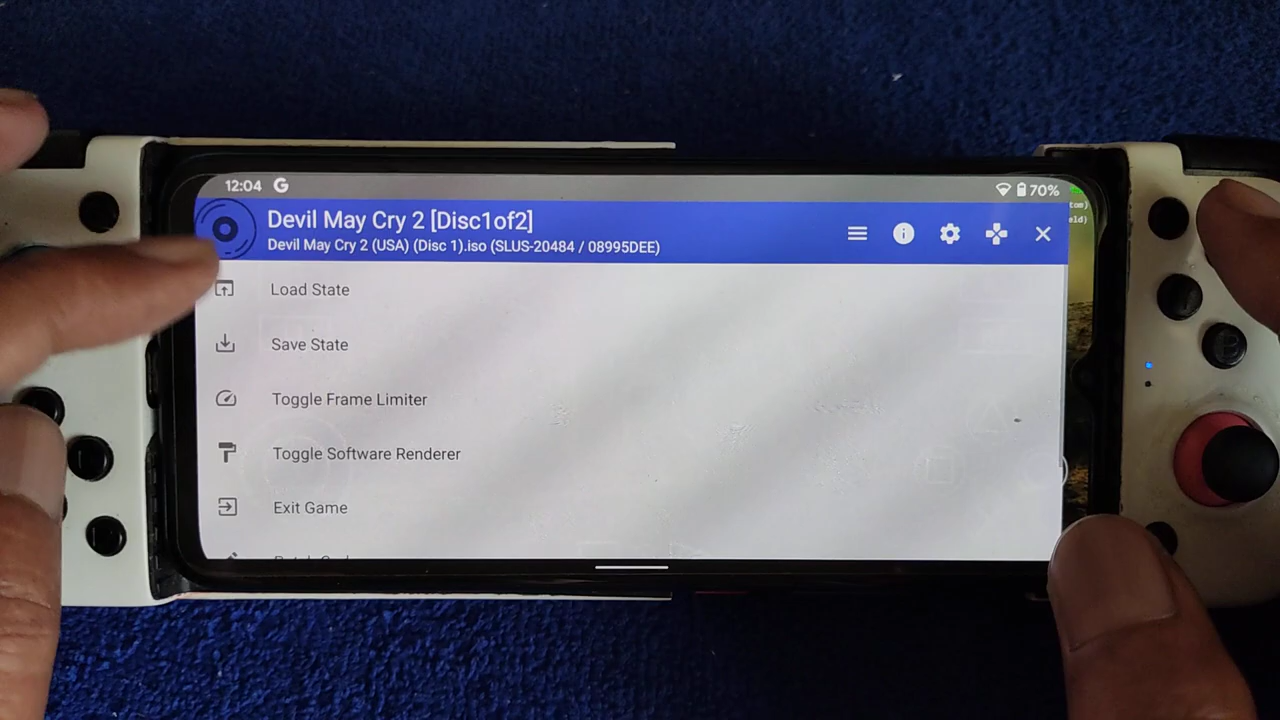 12:04 G
70%
Devil May Cry 2 [Disc1of2]
Devil May Cry 2 (USA) (Disc 1).iso (SLUS-20484 / 08995DEE)
Load State
Save State
Toggle Frame Limiter
Toggle Software Renderer
Exit Game
B